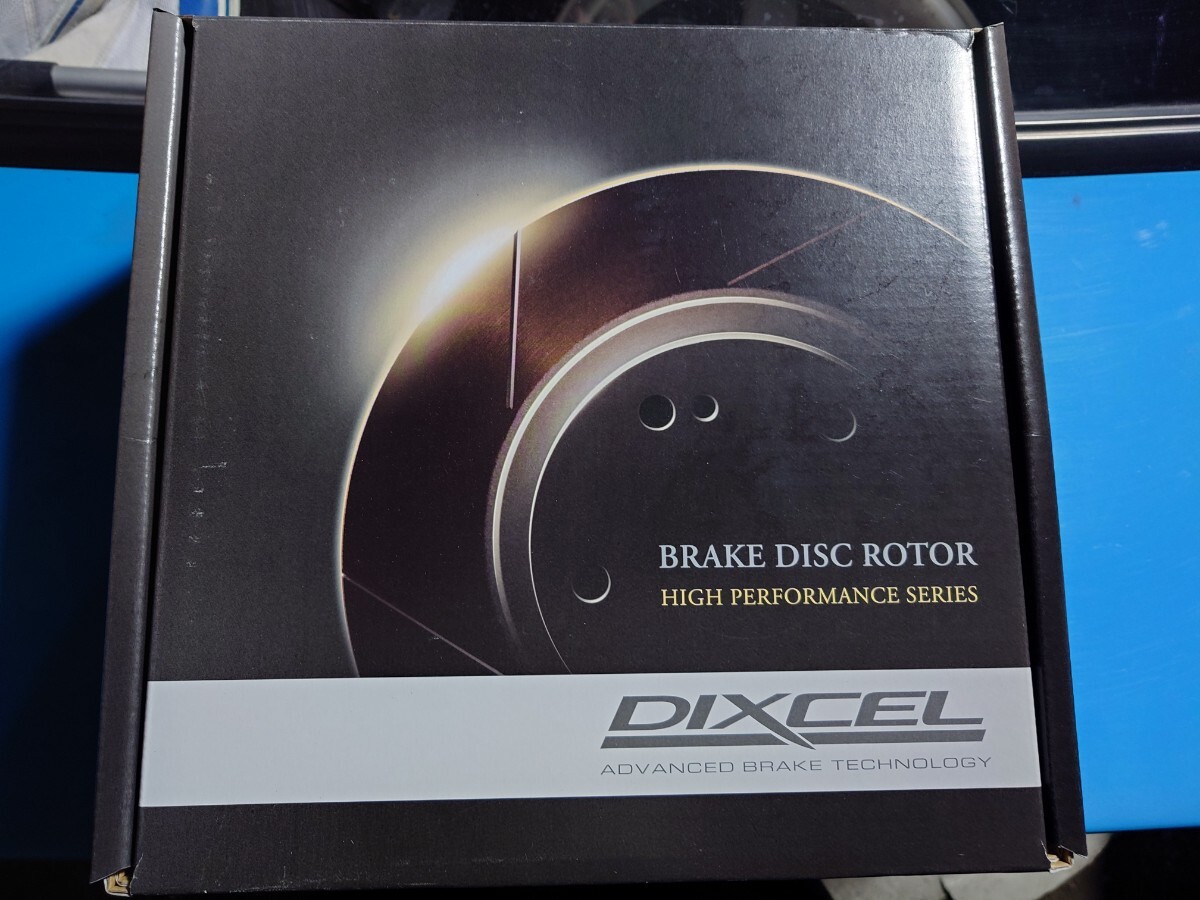 BRAKE DISC ROTOR
HIGH PERFORMANCE SERIES
DIXCEL
ADVANCED BRAKE TECHNOLOGY